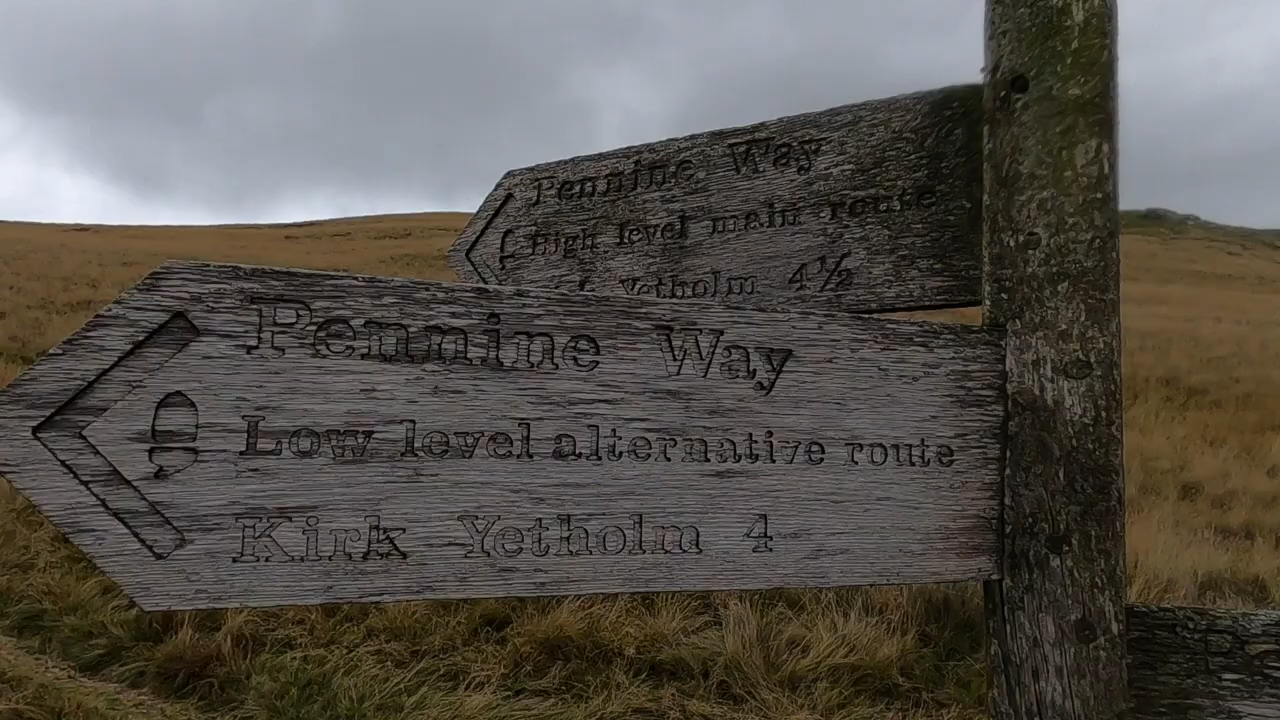 Pennine Way
High level main route
Yetholm 4½
Pennine Way
Low level alternative route
Kirk Yetholm 4